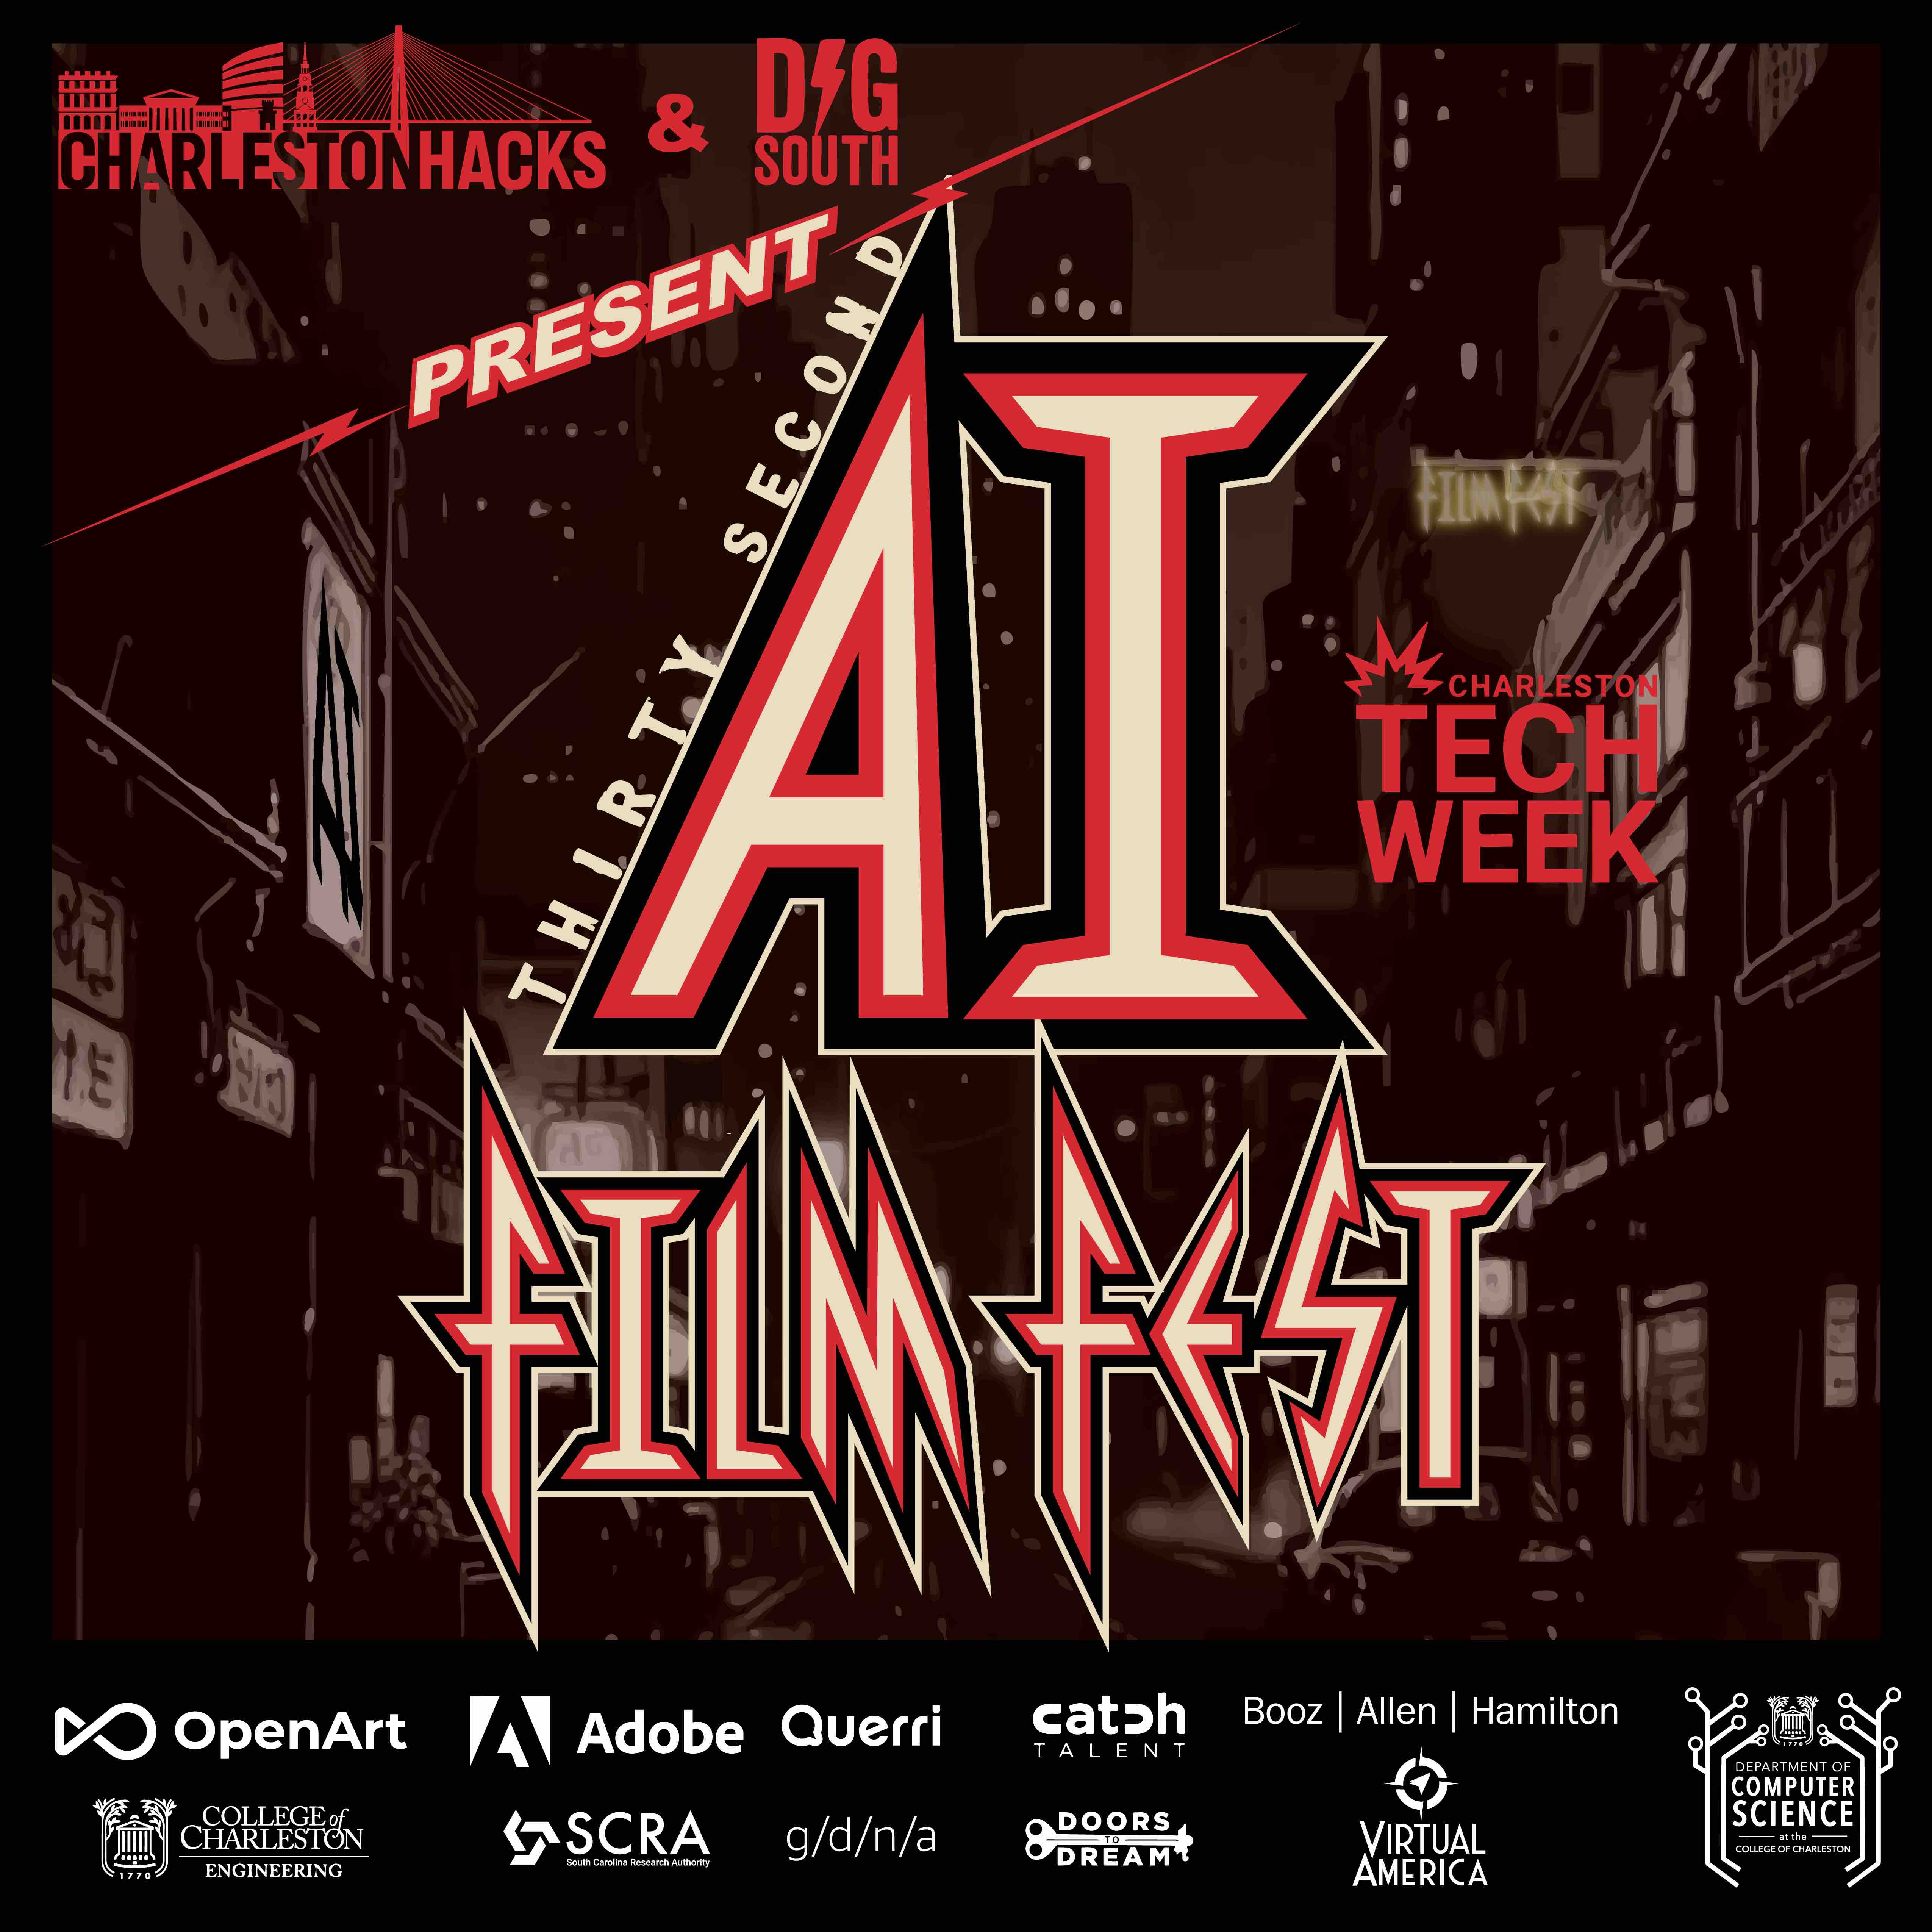 CHARLESTONHACKS
&
DIG
SOUTH
PRESENT
THIRTY SECOND
AI
FILM FEST
FILM FEST
CHARLESTON
TECH
WEEK
OpenArt
Adobe
Querri
catch
TALENT
Booz | Allen | Hamilton
COLLEGE of
CHARLESTON
ENGINEERING
1770
SCRA
South Carolina Research Authority
g/d/n/a
DOORS
TO
DREAM
VIRTUAL
AMERICA
1770
DEPARTMENT OF
COMPUTER
SCIENCE
at the
COLLEGE OF CHARLESTON